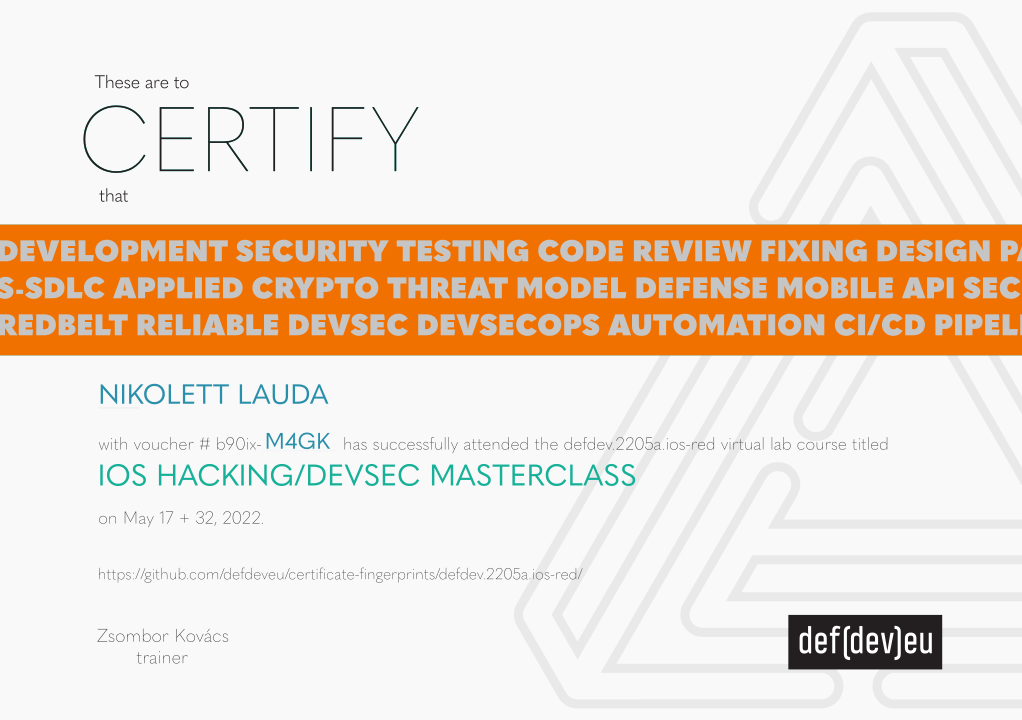 These are to
CERTIFY
that
DEVELOPMENT SECURITY TESTING CODE REVIEW FIXING DESIGN PA
S-SDLC APPLIED CRYPTO THREAT MODEL DEFENSE MOBILE API SEC
REDBELT RELIABLE DEVSEC DEVSECOPS AUTOMATION CI/CD PIPELI
NIKOLETT LAUDA
with voucher # b90ix-M4GK has successfully attended the defdev.2205a.ios-red virtual lab course titled
IOS HACKING/DEVSEC MASTERCLASS
on May 17 + 32, 2022.
https://github.com/defdeveu/certificate-fingerprints/defdev.2205a.ios-red/
Zsombor Kovács
trainer
def(dev)eu